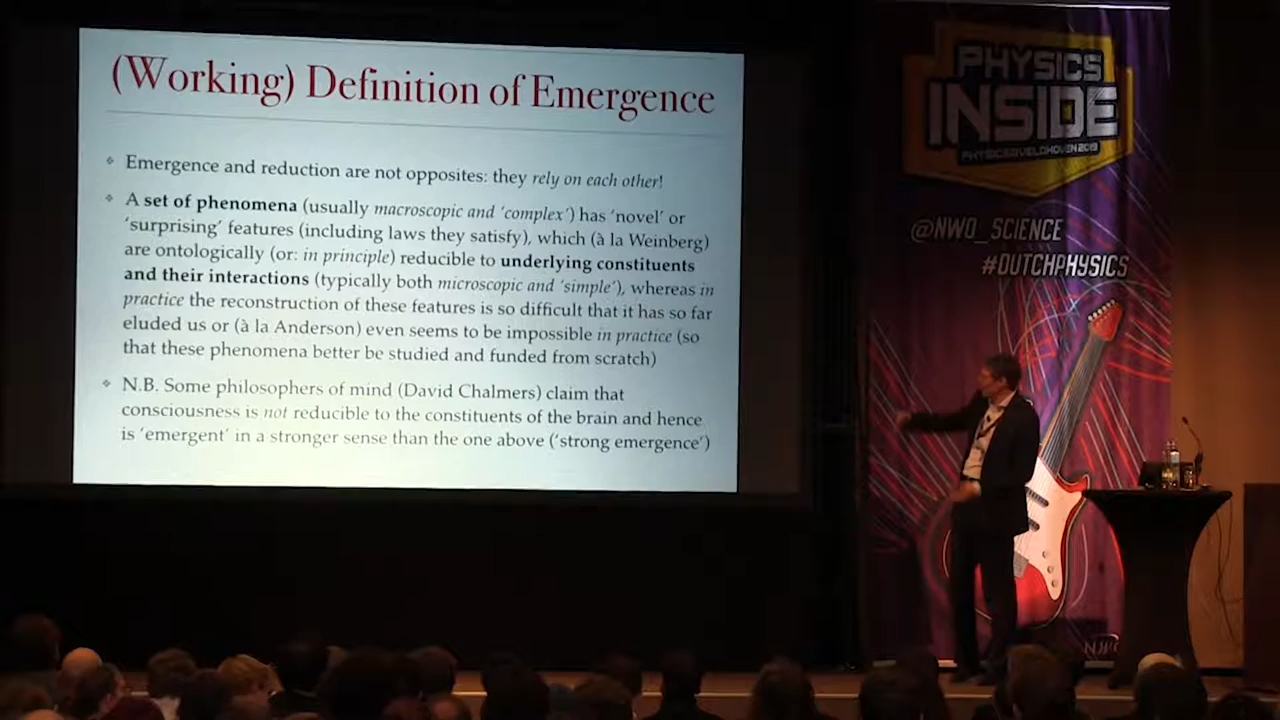 (Working) Definition of Emergence
Emergence and reduction are not opposites: they rely on each other!
A set of phenomena (usually macroscopic and 'complex') has 'novel' or
'surprising' features (including laws they satisfy), which (à la Weinberg)
are ontologically (or: in principle) reducible to underlying constituents
and their interactions (typically both microscopic and 'simple'), whereas in
practice the reconstruction of these features is so difficult that it has so far
eluded us or (à la Anderson) even seems to be impossible in practice (so
that these phenomena better be studied and funded from scratch)
N.B. Some philosophers of mind (David Chalmers) claim that
consciousness is not reducible to the constituents of the brain and hence
is 'emergent' in a stronger sense than the one above ('strong emergence')
PHYSICS
INSIDE
PHYSICS@VELDHOVEN 2019
@NWO_SCIENCE
#DUTCHPHYSICS
NWO